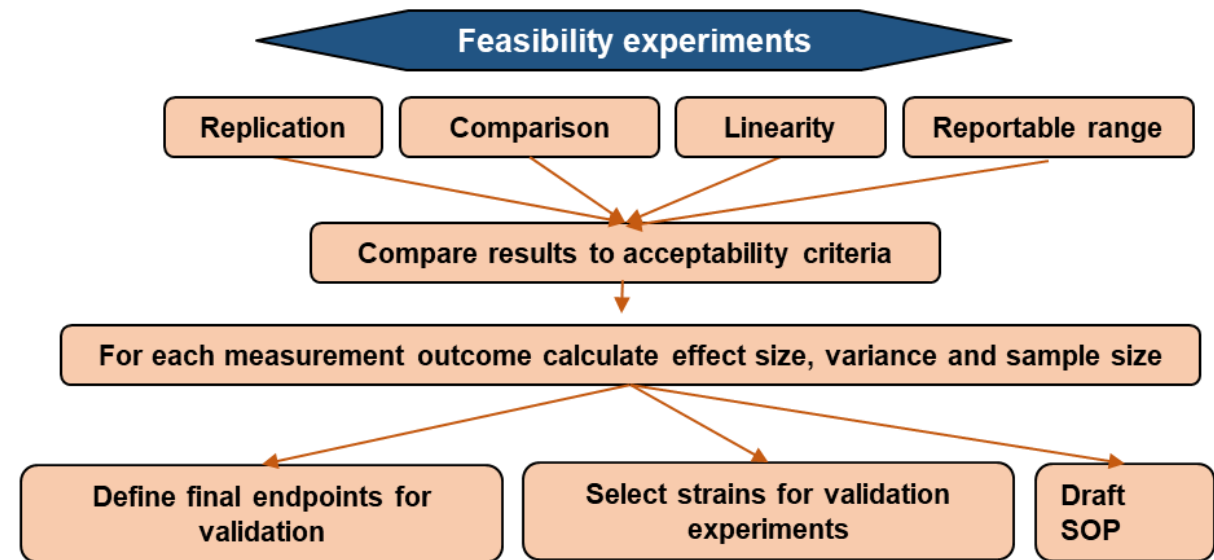 Feasibility experiments
Replication
Comparison
Linearity
Reportable range
Compare results to acceptability criteria
For each measurement outcome calculate effect size, variance and sample size
Define final endpoints for
validation
Select strains for validation
experiments
Draft
SOP